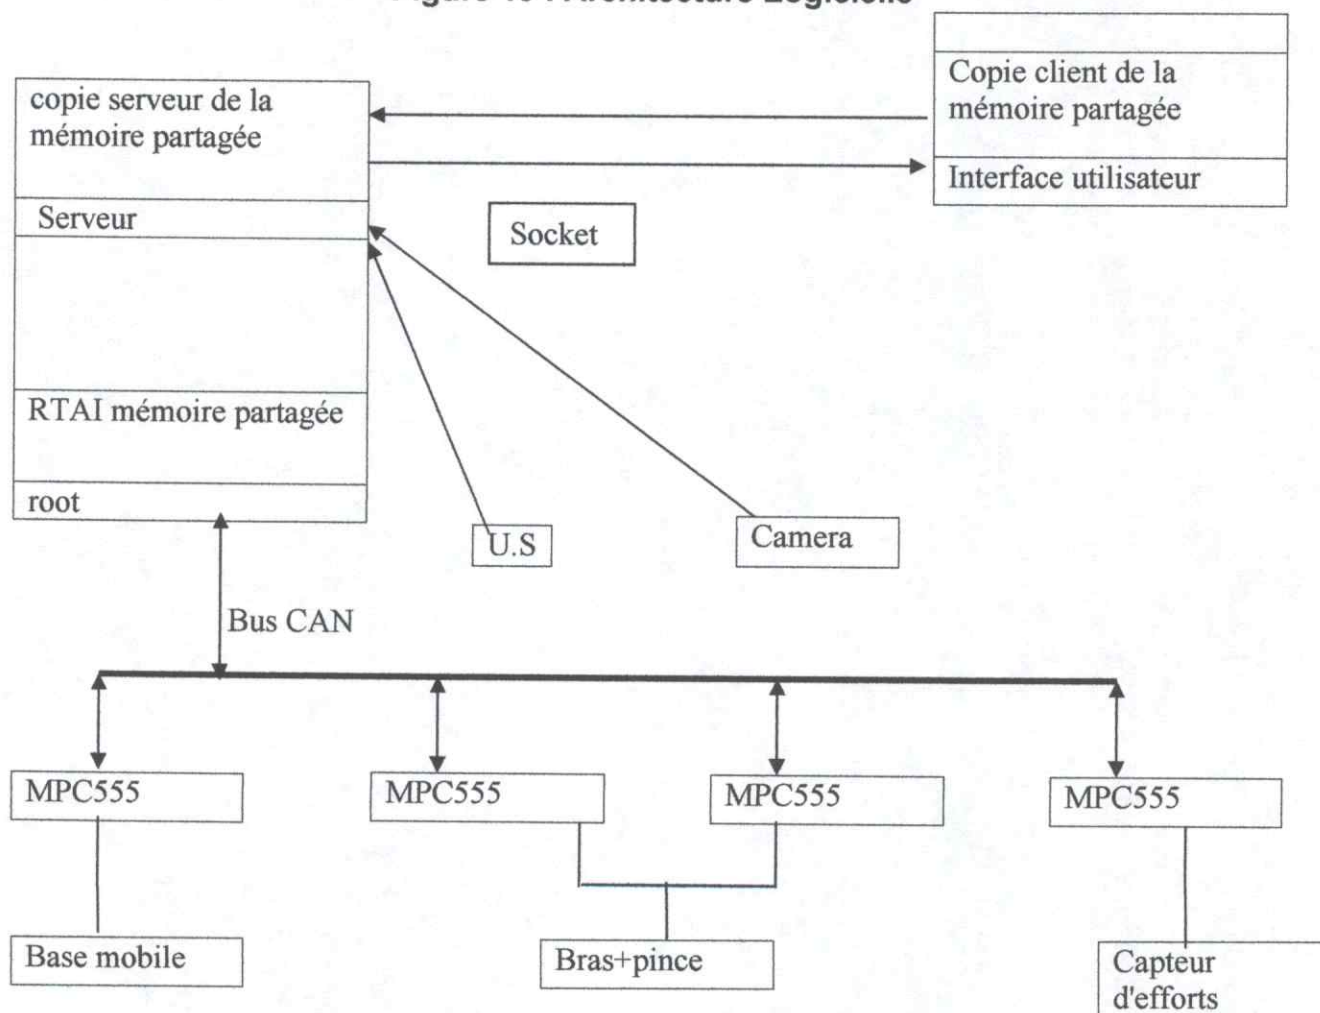 copie serveur de la
mémoire partagée
Serveur
RTAI mémoire partagée
root
Copie client de la
mémoire partagée
Interface utilisateur
Socket
U.S
Camera
Bus CAN
MPC555
MPC555
MPC555
MPC555
Base mobile
Bras+pince
Capteur
d'efforts